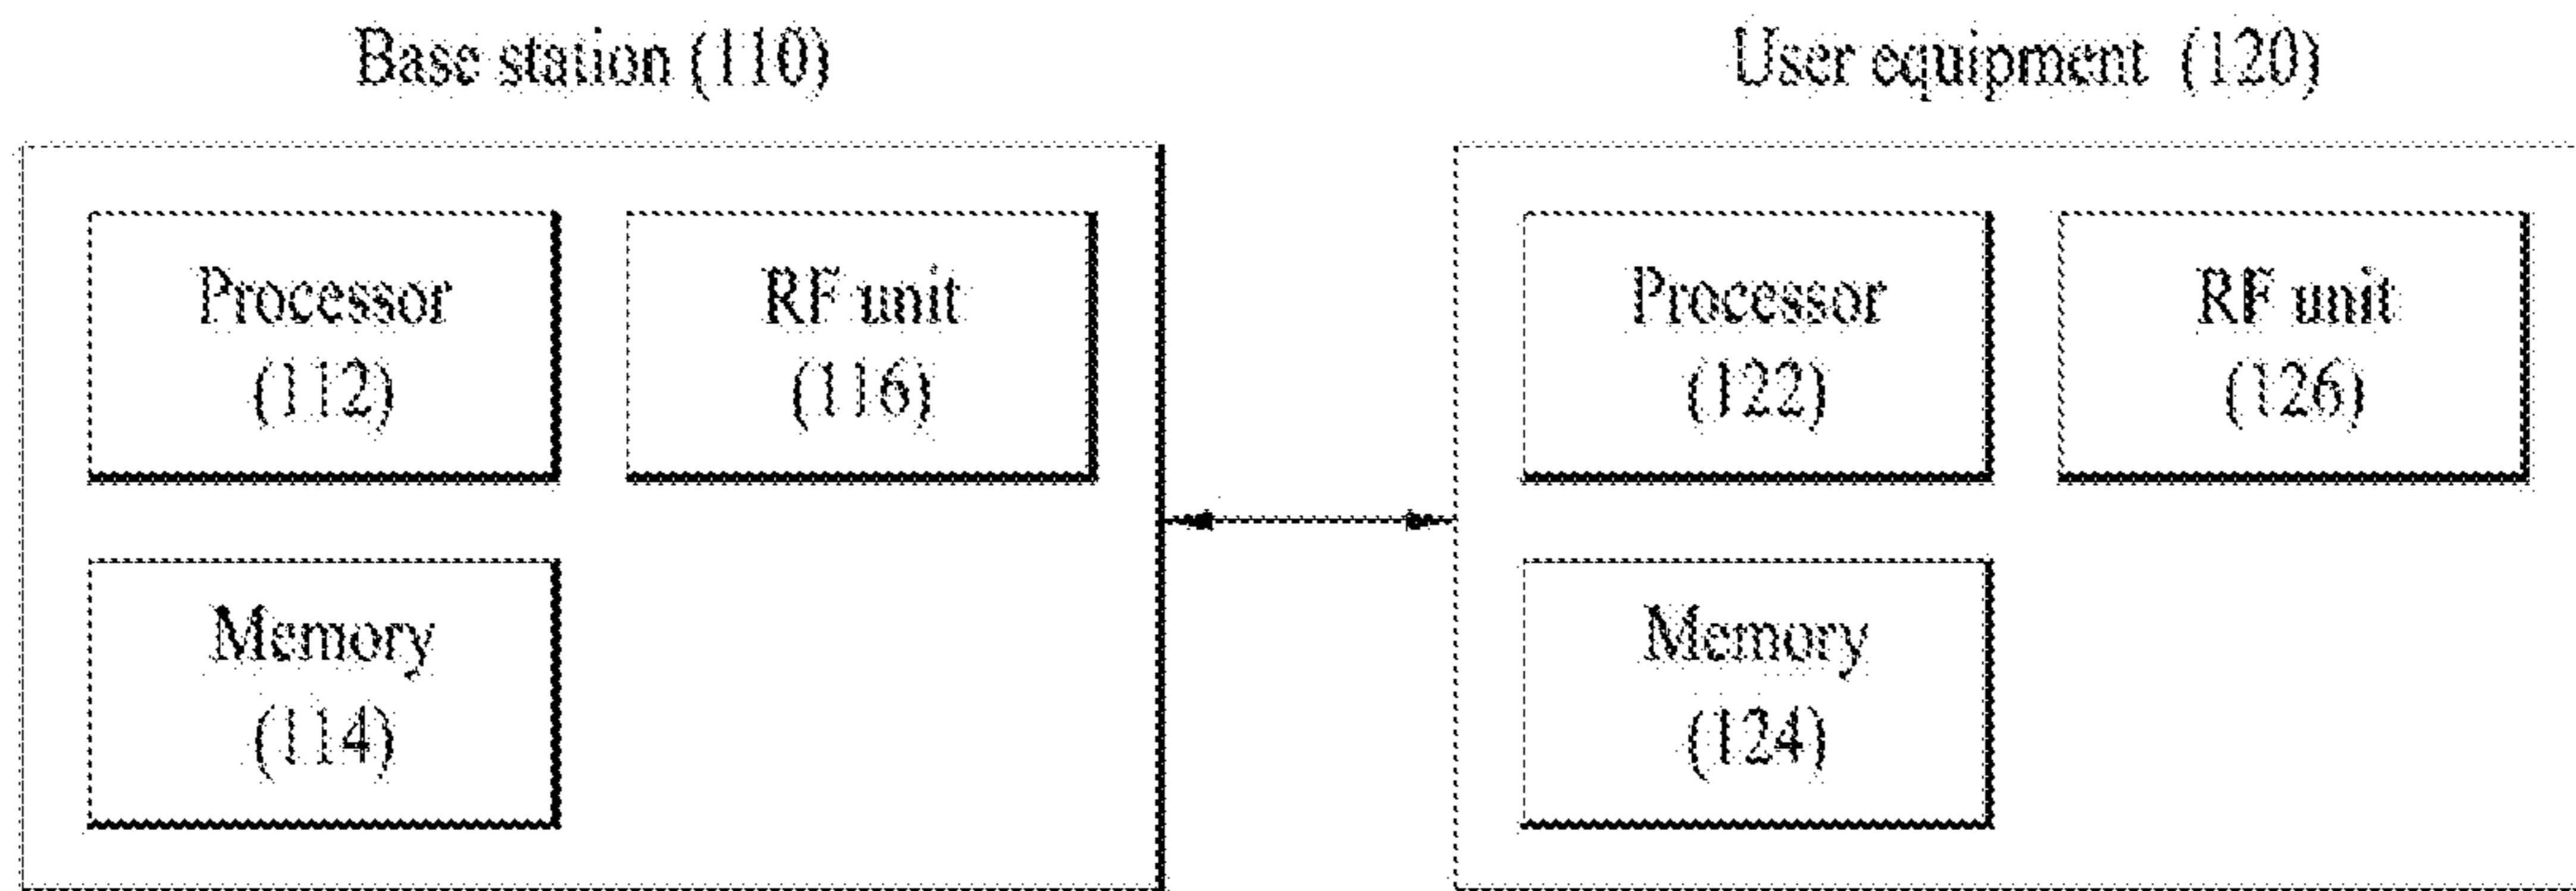 Base station (110)
User equipment (120)
Processor
(112)
RF unit
(116)
Memory
(114)
Processor
(122)
RF unit
(126)
Memory
(124)